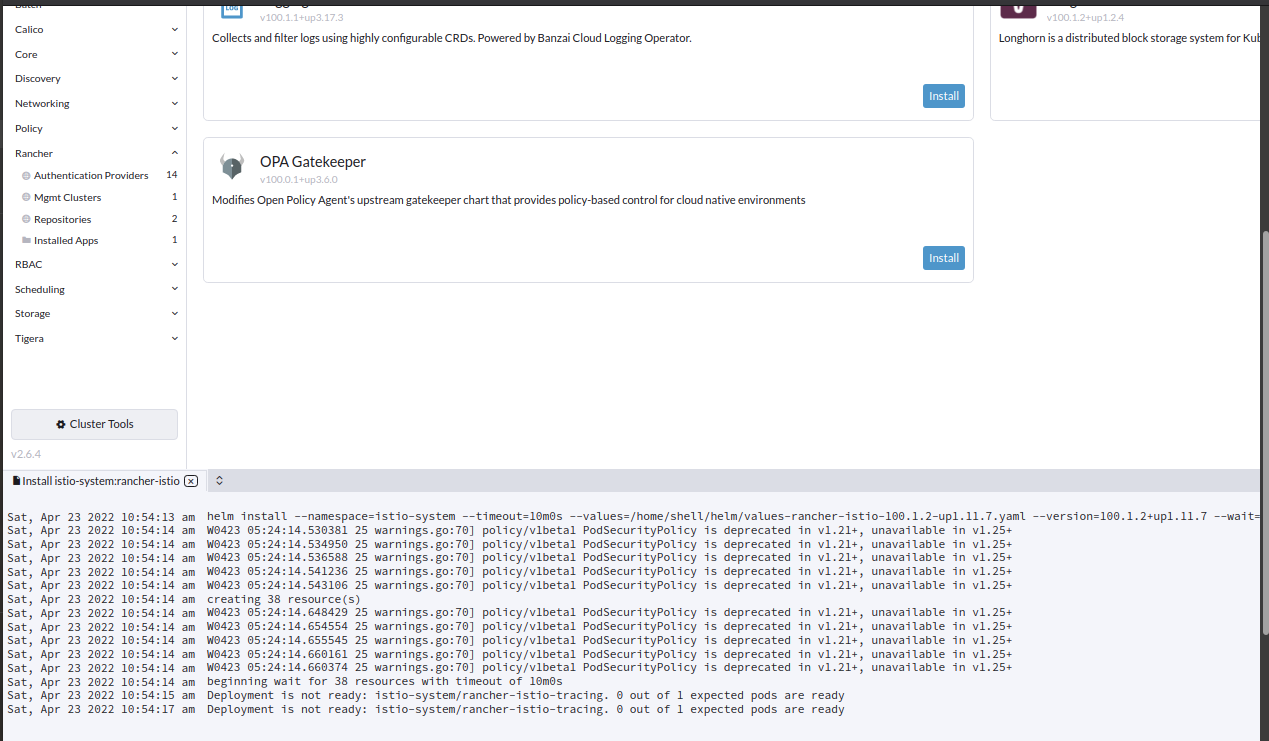 Calico
Core
Discovery
Networking
Policy
Rancher
Authentication Providers 14
Mgmt Clusters 1
Repositories 2
Installed Apps 1
RBAC
Scheduling
Storage
Tigera
Cluster Tools
v2.6.4
LOG
v100.1.1+up3.17.3
Collects and filter logs using highly configurable CRDs. Powered by Banzai Cloud Logging Operator.
Install
v100.1.2+up1.2.4
Longhorn is a distributed block storage system for Kub
OPA Gatekeeper
v100.0.1+up3.6.0
Modifies Open Policy Agent's upstream gatekeeper chart that provides policy-based control for cloud native environments
Install
Install istio-system:rancher-istio
Sat, Apr 23 2022 10:54:13 am helm install --namespace=istio-system --timeout=10m0s --values=/home/shell/helm/values-rancher-istio-100.1.2-up1.11.7.yaml --version=100.1.2+up1.11.7 --wait=
Sat, Apr 23 2022 10:54:14 am W0423 05:24:14.530381 25 warnings.go:70] policy/v1beta1 PodSecurityPolicy is deprecated in v1.21+, unavailable in v1.25+
Sat, Apr 23 2022 10:54:14 am W0423 05:24:14.534950 25 warnings.go:70] policy/v1beta1 PodSecurityPolicy is deprecated in v1.21+, unavailable in v1.25+
Sat, Apr 23 2022 10:54:14 am W0423 05:24:14.536588 25 warnings.go:70] policy/v1beta1 PodSecurityPolicy is deprecated in v1.21+, unavailable in v1.25+
Sat, Apr 23 2022 10:54:14 am W0423 05:24:14.541236 25 warnings.go:70] policy/v1beta1 PodSecurityPolicy is deprecated in v1.21+, unavailable in v1.25+
Sat, Apr 23 2022 10:54:14 am W0423 05:24:14.543106 25 warnings.go:70] policy/v1beta1 PodSecurityPolicy is deprecated in v1.21+, unavailable in v1.25+
Sat, Apr 23 2022 10:54:14 am creating 38 resource(s)
Sat, Apr 23 2022 10:54:14 am W0423 05:24:14.648429 25 warnings.go:70] policy/v1beta1 PodSecurityPolicy is deprecated in v1.21+, unavailable in v1.25+
Sat, Apr 23 2022 10:54:14 am W0423 05:24:14.654554 25 warnings.go:70] policy/v1beta1 PodSecurityPolicy is deprecated in v1.21+, unavailable in v1.25+
Sat, Apr 23 2022 10:54:14 am W0423 05:24:14.655545 25 warnings.go:70] policy/v1beta1 PodSecurityPolicy is deprecated in v1.21+, unavailable in v1.25+
Sat, Apr 23 2022 10:54:14 am W0423 05:24:14.660161 25 warnings.go:70] policy/v1beta1 PodSecurityPolicy is deprecated in v1.21+, unavailable in v1.25+
Sat, Apr 23 2022 10:54:14 am W0423 05:24:14.660374 25 warnings.go:70] policy/v1beta1 PodSecurityPolicy is deprecated in v1.21+, unavailable in v1.25+
Sat, Apr 23 2022 10:54:14 am beginning wait for 38 resources with timeout of 10m0s
Sat, Apr 23 2022 10:54:15 am Deployment is not ready: istio-system/rancher-istio-tracing. 0 out of 1 expected pods are ready
Sat, Apr 23 2022 10:54:17 am Deployment is not ready: istio-system/rancher-istio-tracing. 0 out of 1 expected pods are ready